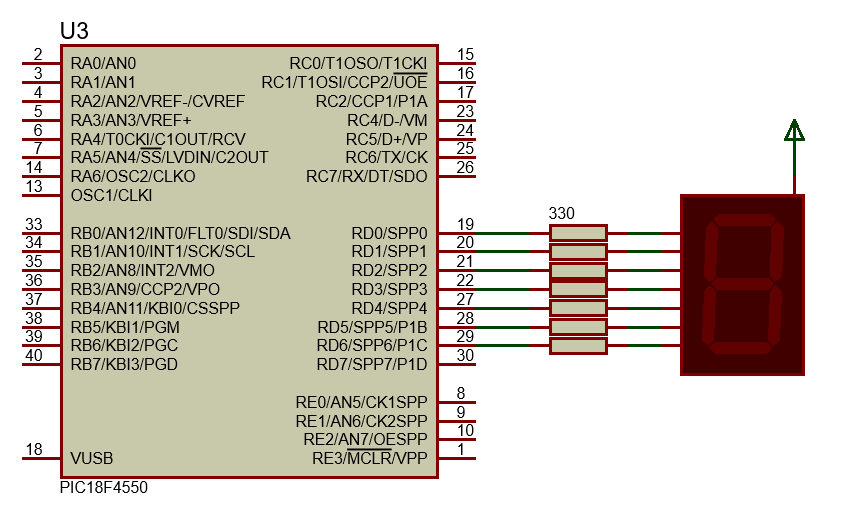 U3
2 RA0/AN0 RC0/T1OSO/T1CKI 15
3 RA1/AN1 RC1/T1OSI/CCP2/UOE 16
4 RA2/AN2/VREF-/CVREF RC2/CCP1/P1A 17
5 RA3/AN3/VREF+ RC4/D-/VM 23
6 RA4/T0CKI/C1OUT/RCV RC5/D+/VP 24
7 RA5/AN4/SS/LVDIN/C2OUT RC6/TX/CK 25
14 RA6/OSC2/CLKO RC7/RX/DT/SDO 26
13 OSC1/CLKI
330
33 RB0/AN12/INT0/FLT0/SDI/SDA RD0/SPP0 19
34 RB1/AN10/INT1/SCK/SCL RD1/SPP1 20
35 RB2/AN8/INT2/VMO RD2/SPP2 21
36 RB3/AN9/CCP2/VPO RD3/SPP3 22
37 RB4/AN11/KBI0/CSSPP RD4/SPP4 27
38 RB5/KBI1/PGM RD5/SPP5/P1B 28
39 RB6/KBI2/PGC RD6/SPP6/P1C 29
40 RB7/KBI3/PGD RD7/SPP7/P1D 30
RE0/AN5/CK1SPP 8
RE1/AN6/CK2SPP 9
RE2/AN7/OESPP 10
18 VUSB RE3/MCLR/VPP 1
PIC18F4550